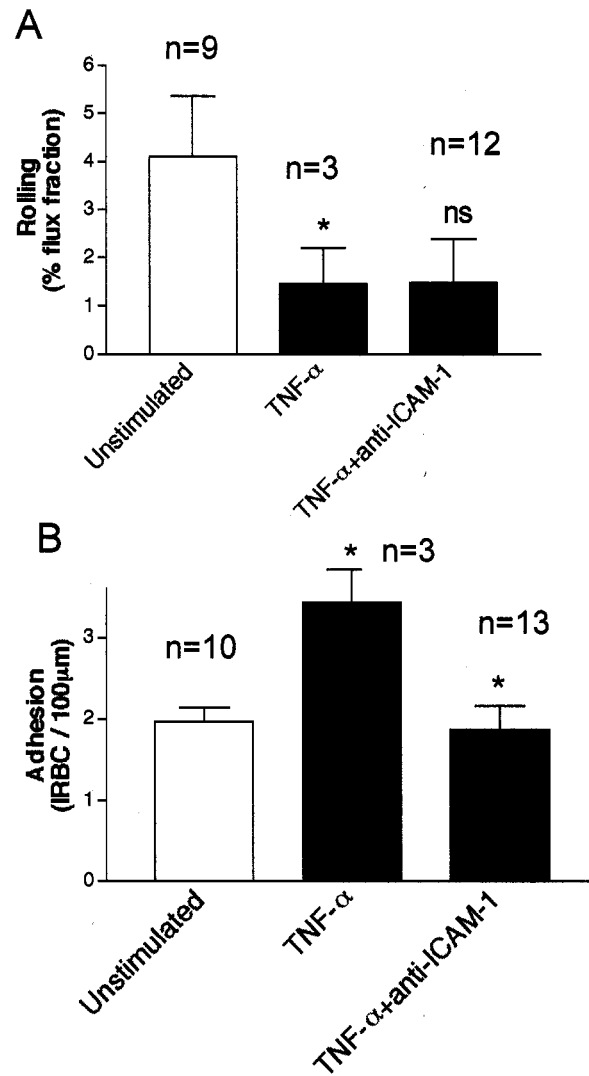 A
n=9
6
5
4
3
2
1
0
Rolling
(% flux fraction)
n=3
*
n=12
ns
Unstimulated
TNF-α
TNF-α+anti-ICAM-1
B
* n=3
n=10
n=13
*
3
2
1
0
Adhesion
(IRBC / 100μm)
Unstimulated
TNF-α
TNF-α+anti-ICAM-1